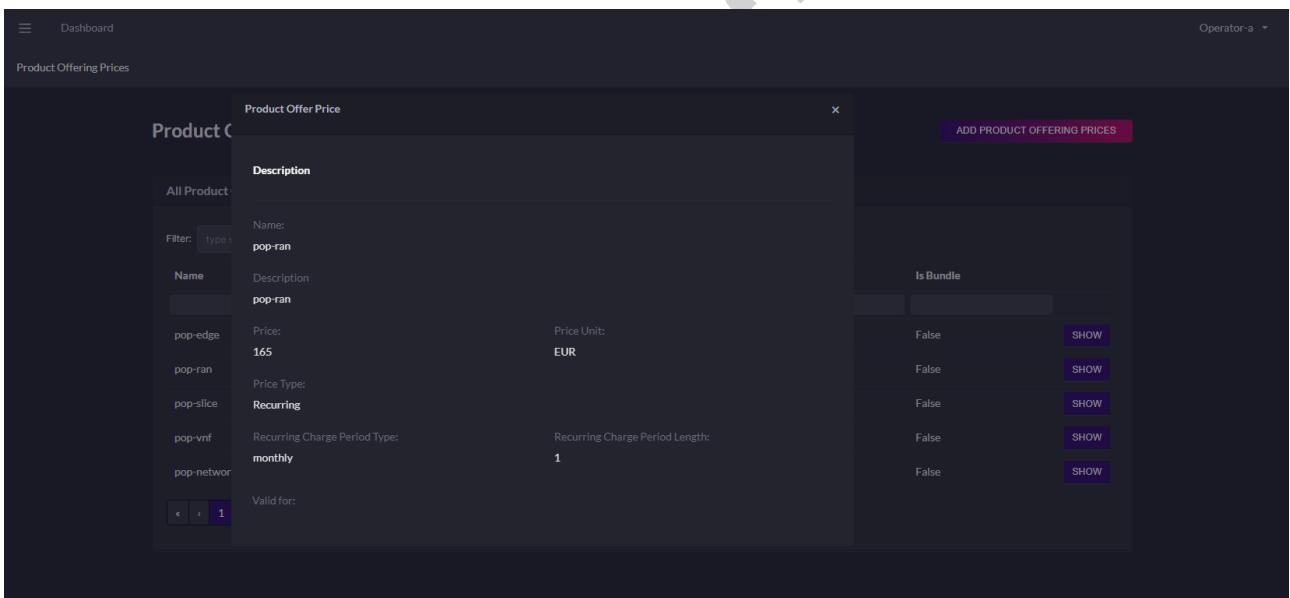 Dashboard
Operator-a
Product Offering Prices
Product Offer Price
×
Product O
ADD PRODUCT OFFERING PRICES
Description
All Product
Name:
Filter: type s
pop-ran
Name
Description
Is Bundle
pop-ran
pop-edge
Price:
Price Unit:
False
SHOW
165
EUR
pop-ran
False
SHOW
Price Type:
pop-slice
Recurring
False
SHOW
pop-vnf
Recurring Charge Period Type:
Recurring Charge Period Length:
False
SHOW
monthly
1
pop-networ
False
SHOW
Valid for:
« ‹ 1